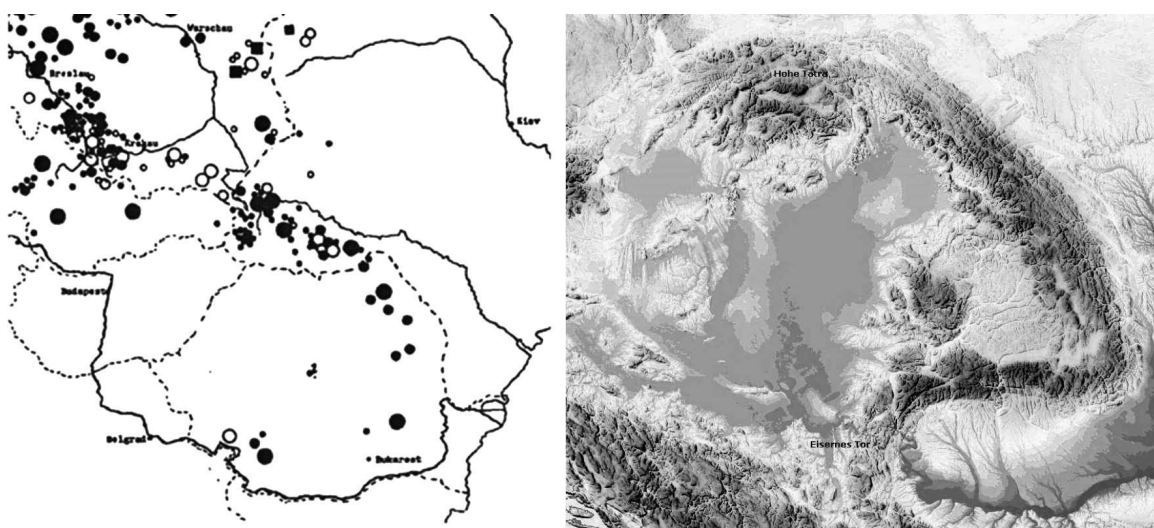 Warschau
Breslau
Krakau
Kiev
Budapest
Belgrad
Bukarest
Hohe Tatra
Eisernes Tor